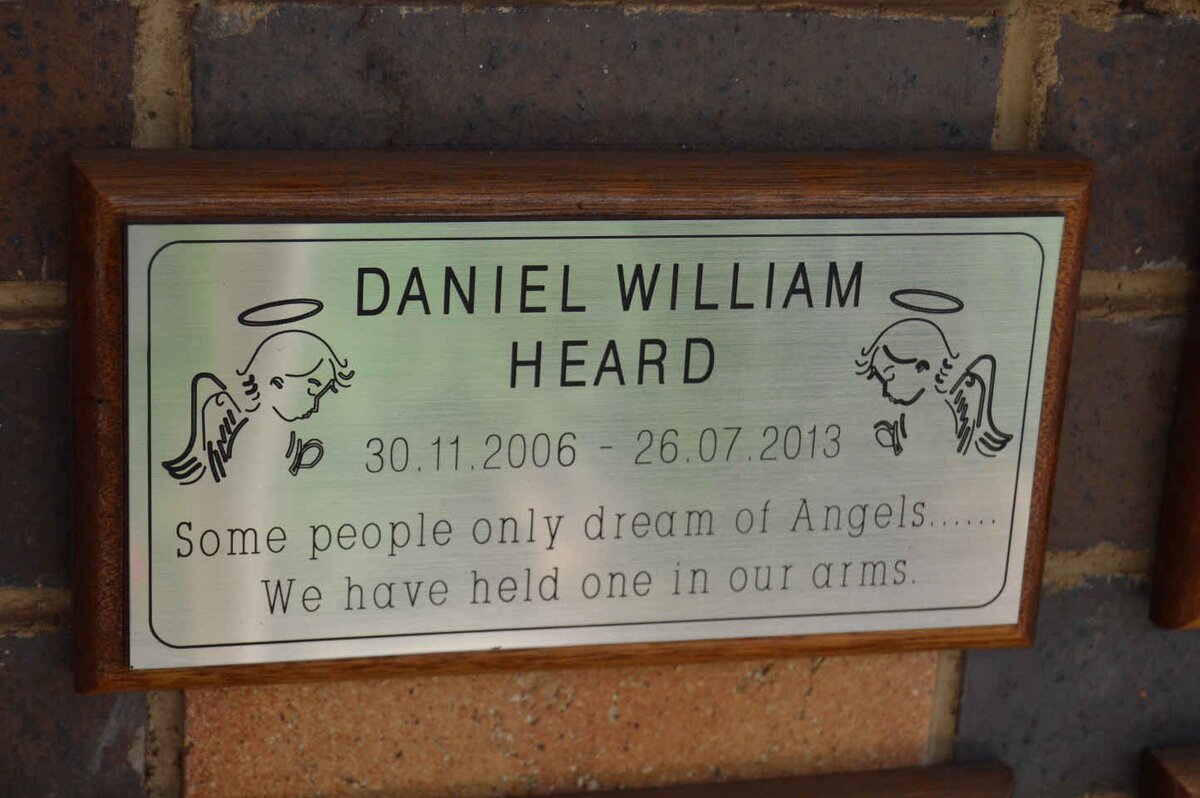 DANIEL WILLIAM
HEARD
30.11.2006 - 26.07.2013
Some people only dream of Angels......
We have held one in our arms.